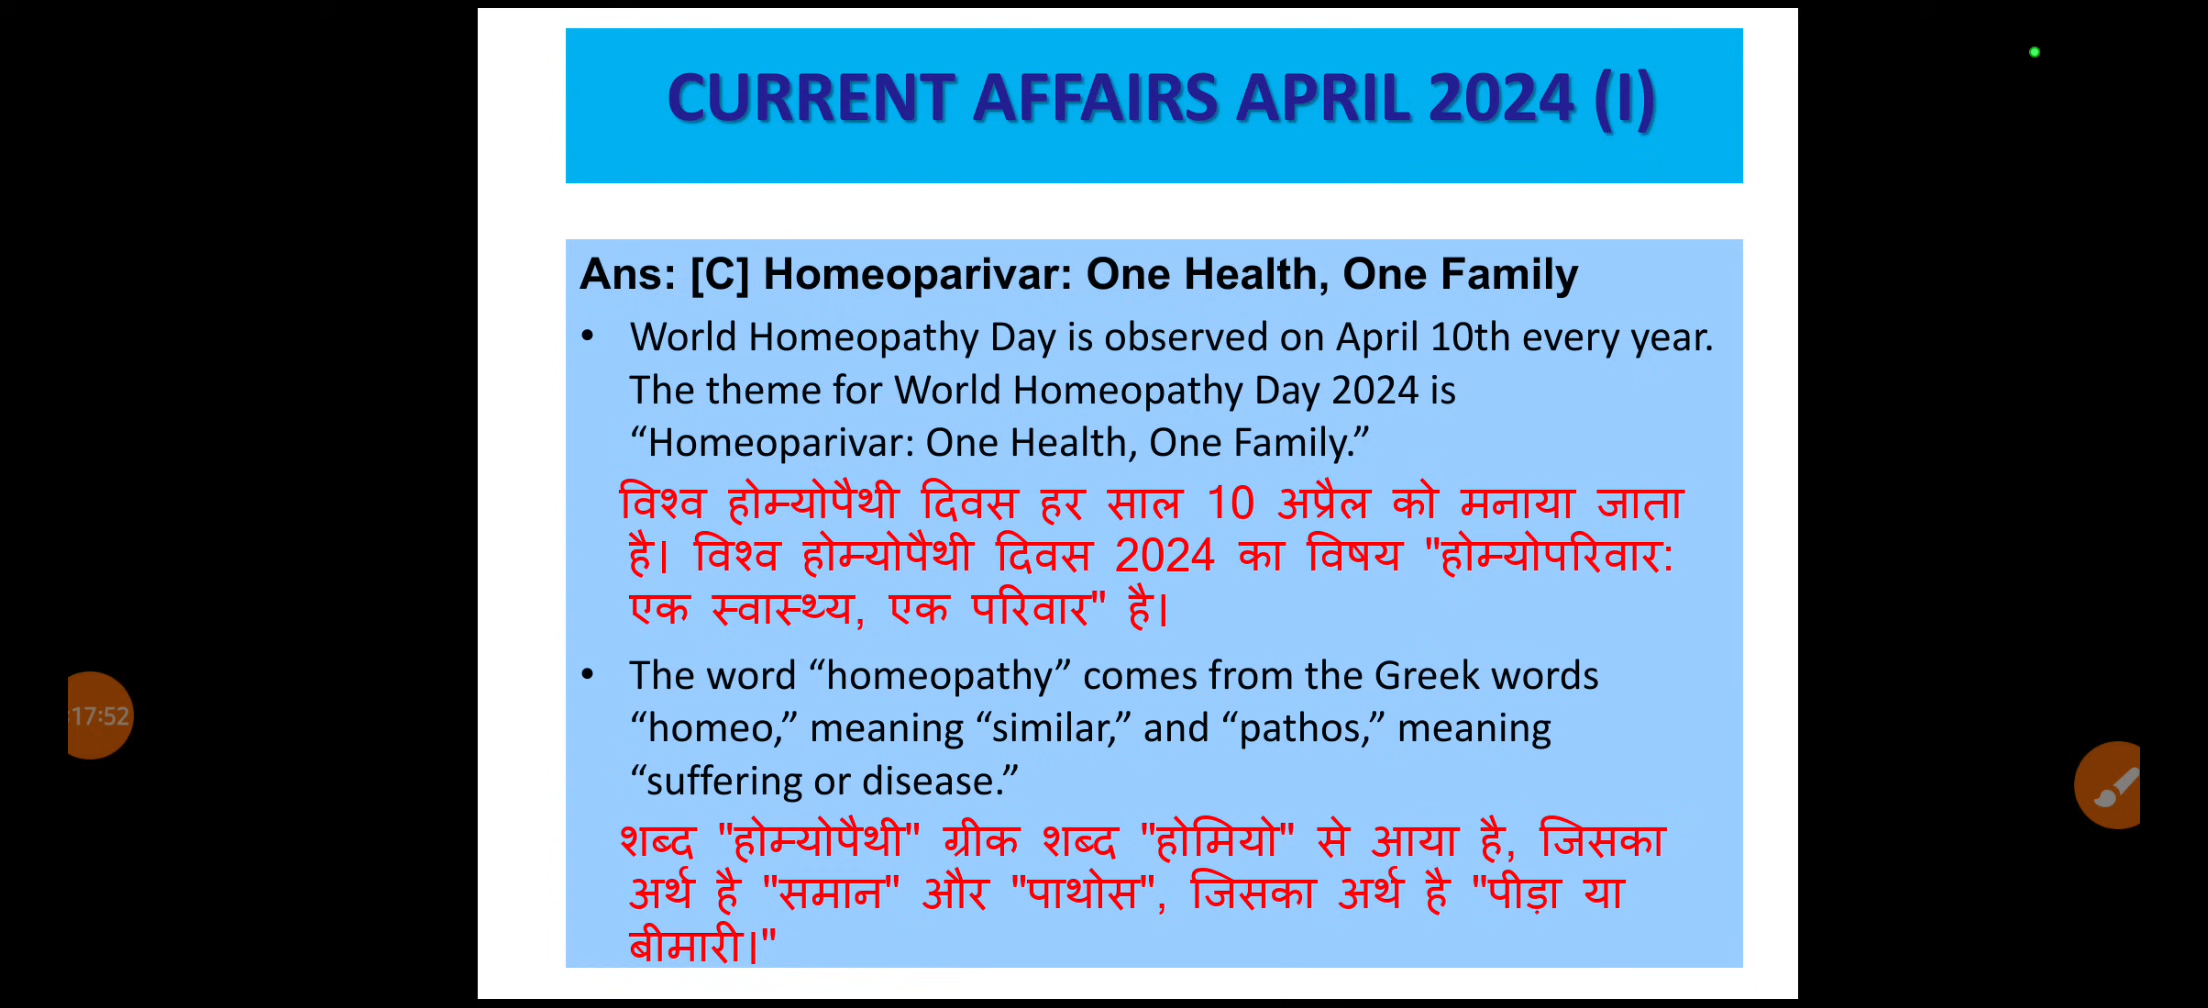 CURRENT AFFAIRS APRIL 2024 (I)
Ans: [C] Homeoparivar: One Health, One Family
• World Homeopathy Day is observed on April 10th every year.
The theme for World Homeopathy Day 2024 is
“Homeoparivar: One Health, One Family.”
विश्व होम्योपैथी दिवस हर साल 10 अप्रैल को मनाया जाता
है। विश्व होम्योपैथी दिवस 2024 का विषय "होम्योपरिवार:
एक स्वास्थ्य, एक परिवार" है।
• The word “homeopathy” comes from the Greek words
“homeo,” meaning “similar,” and “pathos,” meaning
“suffering or disease.”
शब्द "होम्योपैथी" ग्रीक शब्द "होमियो" से आया है, जिसका
अर्थ है "समान" और "पाथोस", जिसका अर्थ है "पीड़ा या
बीमारी।"
:17:52